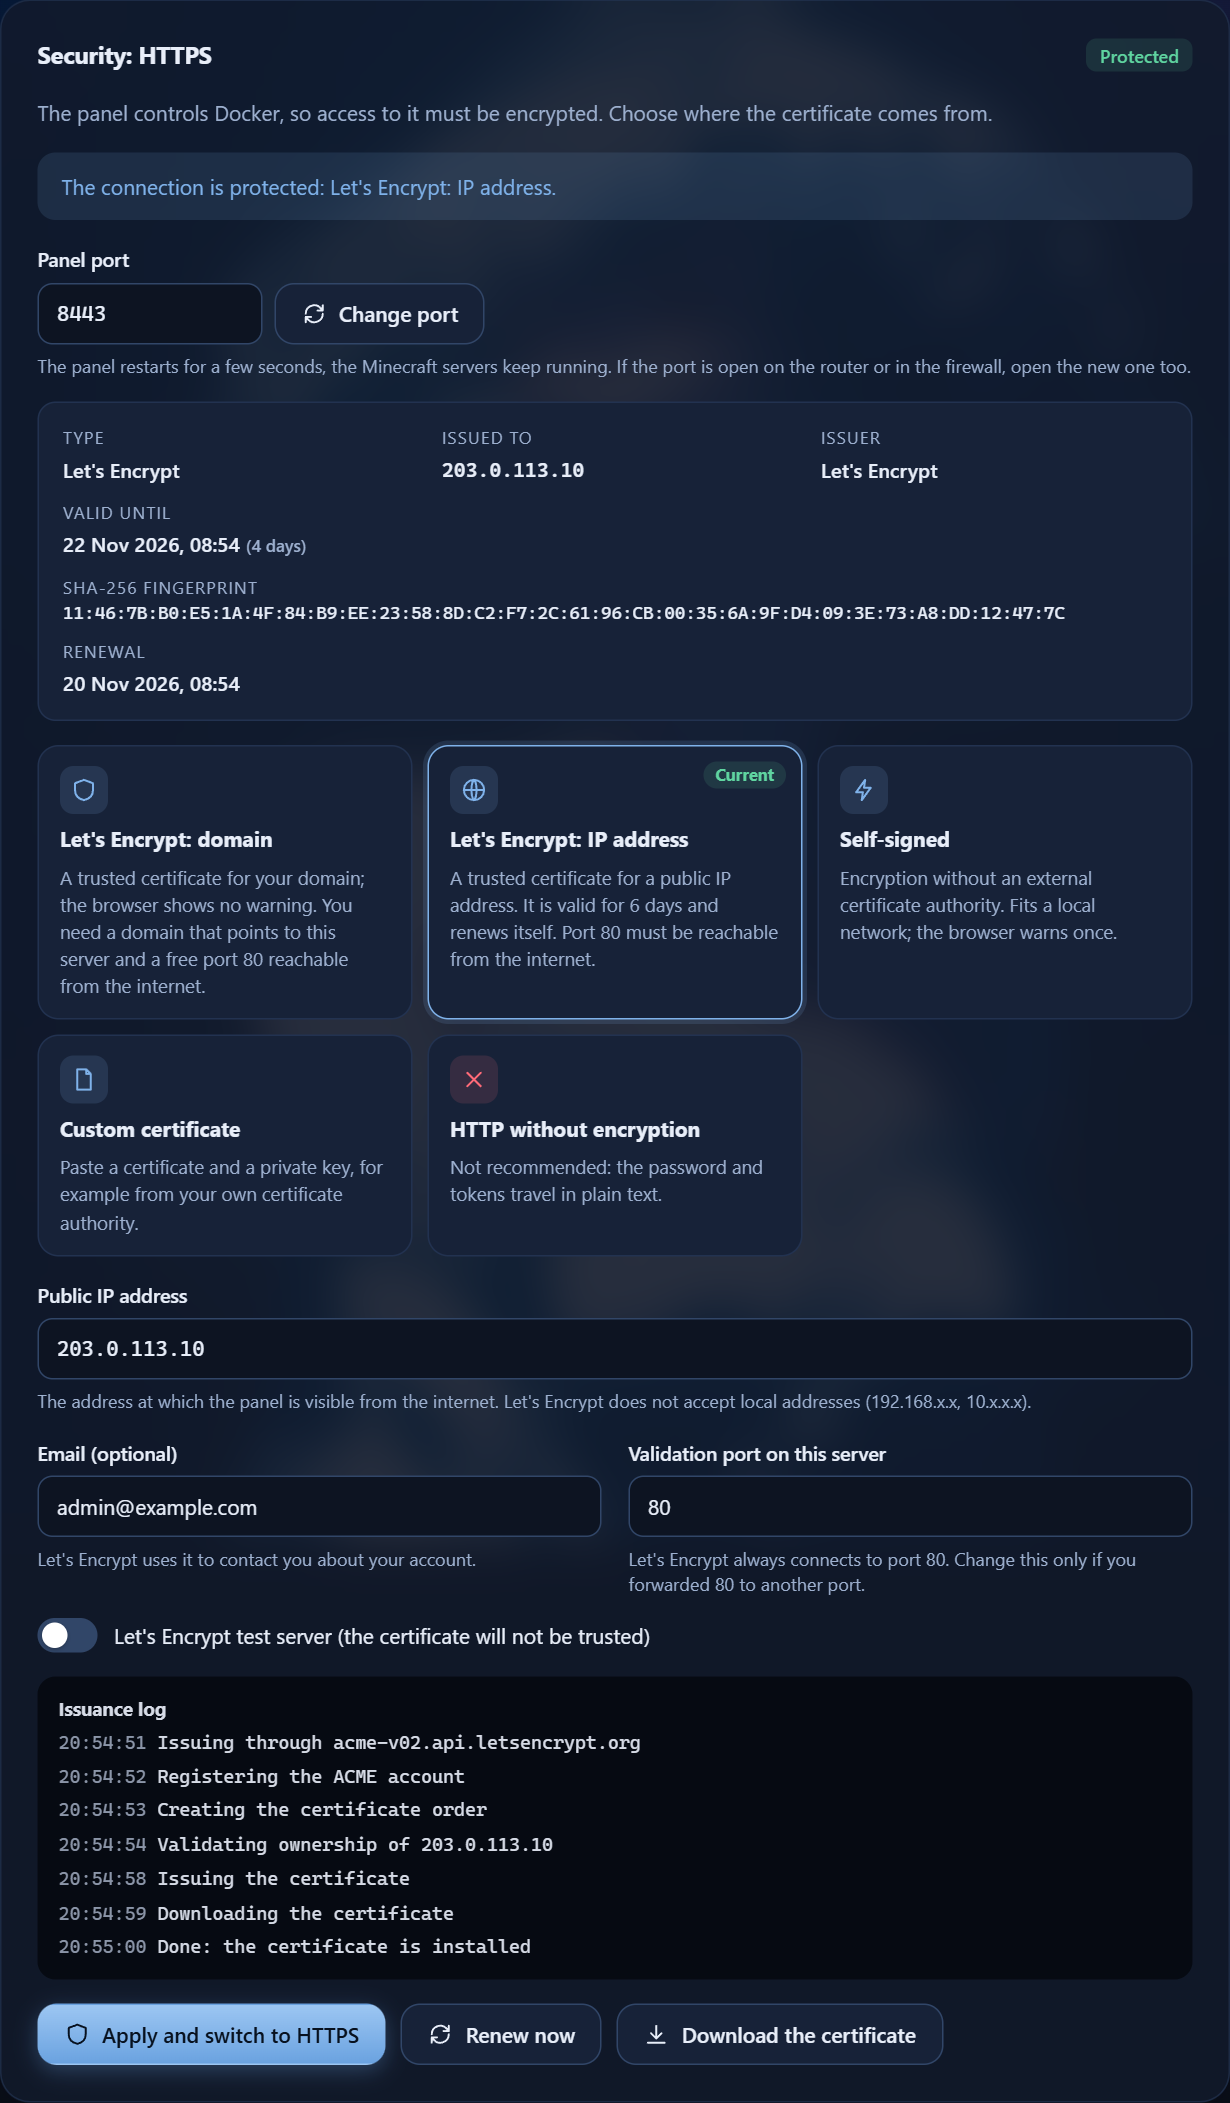 Security: HTTPS
Protected
The panel controls Docker, so access to it must be encrypted. Choose where the certificate comes from.
The connection is protected: Let's Encrypt: IP address.
Panel port
8443
Change port
The panel restarts for a few seconds, the Minecraft servers keep running. If the port is open on the router or in the firewall, open the new one too.
TYPE
Let's Encrypt
ISSUED TO
203.0.113.10
ISSUER
Let's Encrypt
VALID UNTIL
22 Nov 2026, 08:54 (4 days)
SHA-256 FINGERPRINT
11:46:7B:B0:E5:1A:4F:84:B9:EE:23:58:8D:C2:F7:2C:61:96:CB:00:35:6A:9F:D4:09:3E:73:A8:DD:12:47:7C
RENEWAL
20 Nov 2026, 08:54
Let's Encrypt: domain
A trusted certificate for your domain;
the browser shows no warning. You
need a domain that points to this
server and a free port 80 reachable
from the internet.
Current
Let's Encrypt: IP address
A trusted certificate for a public IP
address. It is valid for 6 days and
renews itself. Port 80 must be reachable
from the internet.
Self-signed
Encryption without an external
certificate authority. Fits a local
network; the browser warns once.
Custom certificate
Paste a certificate and a private key, for
example from your own certificate
authority.
HTTP without encryption
Not recommended: the password and
tokens travel in plain text.
Public IP address
203.0.113.10
The address at which the panel is visible from the internet. Let's Encrypt does not accept local addresses (192.168.x.x, 10.x.x.x).
Email (optional)
admin@example.com
Let's Encrypt uses it to contact you about your account.
Validation port on this server
80
Let's Encrypt always connects to port 80. Change this only if you
forwarded 80 to another port.
Let's Encrypt test server (the certificate will not be trusted)
Issuance log
20:54:51 Issuing through acme-v02.api.letsencrypt.org
20:54:52 Registering the ACME account
20:54:53 Creating the certificate order
20:54:54 Validating ownership of 203.0.113.10
20:54:58 Issuing the certificate
20:54:59 Downloading the certificate
20:55:00 Done: the certificate is installed
Apply and switch to HTTPS
Renew now
Download the certificate